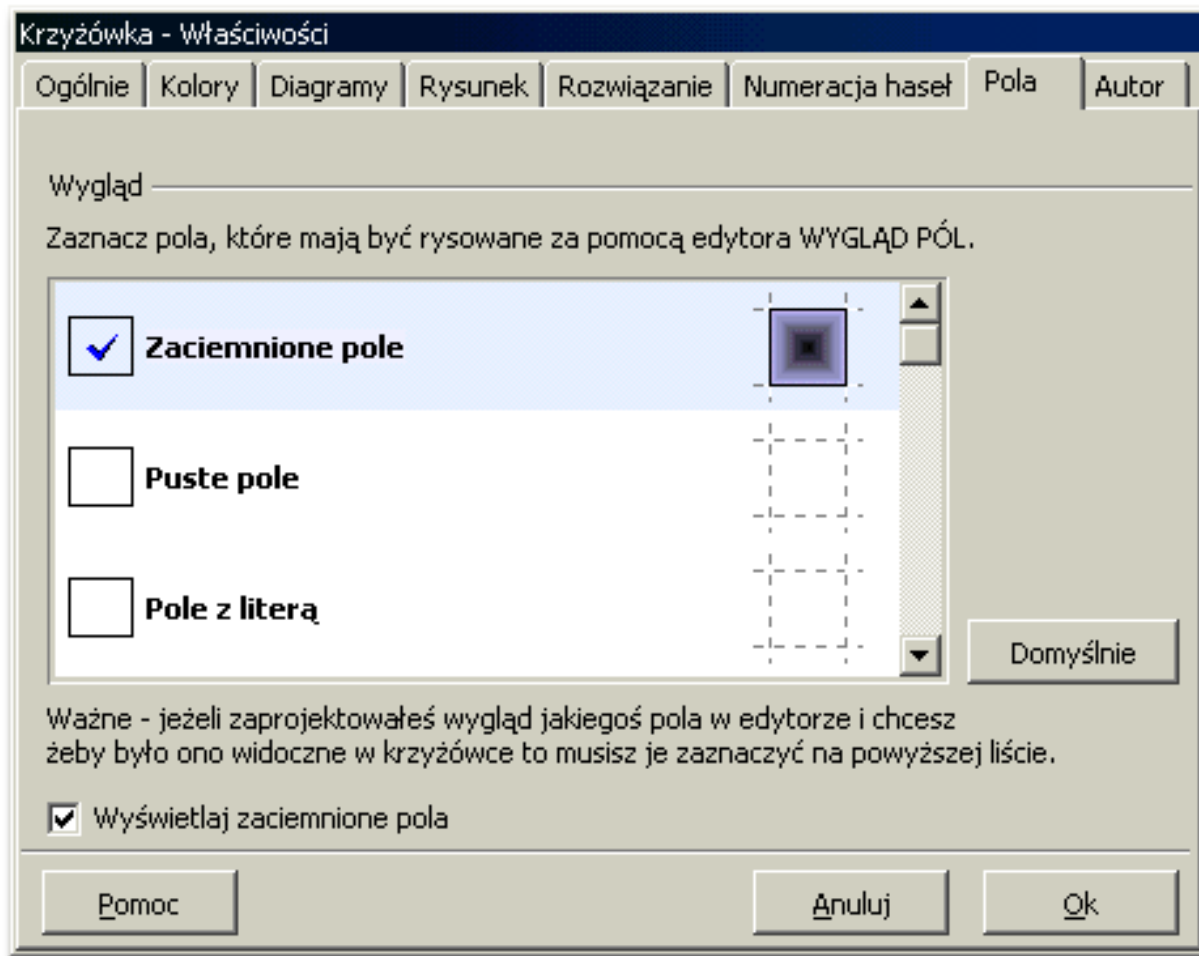 Krzyżówka - Właściwości
Ogólnie Kolory Diagramy Rysunek Rozwiązanie Numeracja haseł Pola Autor
Wygląd
Zaznacz pola, które mają być rysowane za pomocą edytora WYGLĄD PÓL.
Zaciemnione pole
Puste pole
Pole z literą
Domyślnie
Ważne - jeżeli zaprojektowałeś wygląd jakiegoś pola w edytorze i chcesz
żeby było ono widoczne w krzyżówce to musisz je zaznaczyć na powyższej liście.
Wyświetlaj zaciemnione pola
Pomoc Anuluj Ok